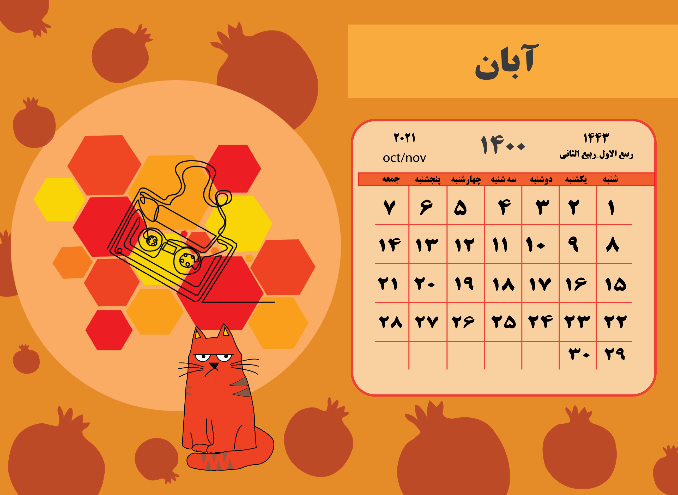 آبان
۱۴۴۳
ربیع الاول_ربیع الثانی
۱۴۰۰
۲۰۲۱
oct/nov
شنبه یکشنبه دوشنبه سه شنبه چهارشنبه پنجشنبه جمعه
۱ ۲ ۳ ۴ ۵ ۶ ۷
۸ ۹ ۱۰ ۱۱ ۱۲ ۱۳ ۱۴
۱۵ ۱۶ ۱۷ ۱۸ ۱۹ ۲۰ ۲۱
۲۲ ۲۳ ۲۴ ۲۵ ۲۶ ۲۷ ۲۸
۲۹ ۳۰